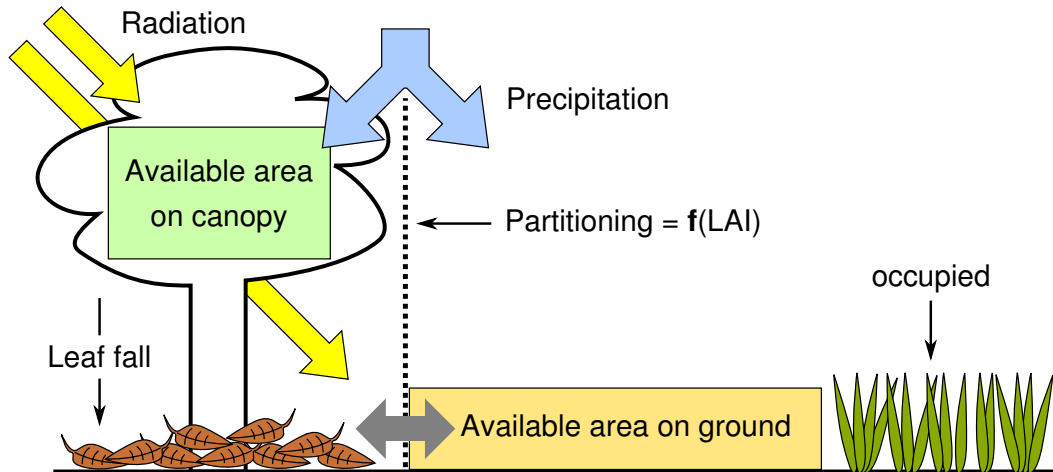 Radiation
Precipitation
Available area
on canopy
Partitioning = f(LAI)
occupied
Leaf fall
Available area on ground